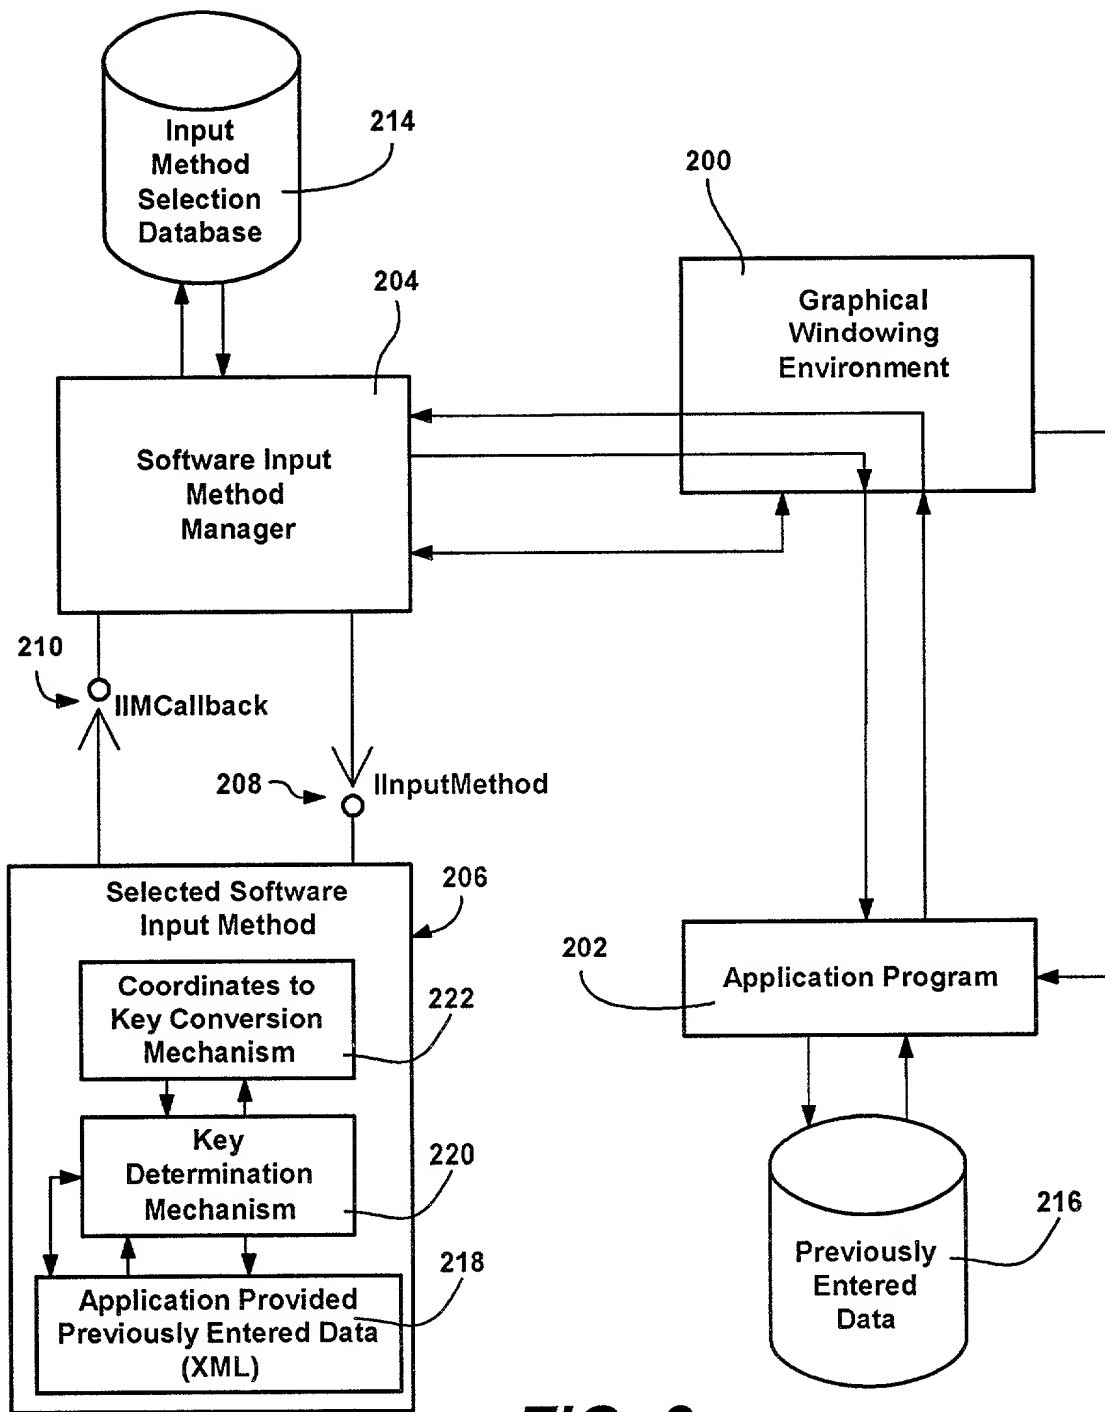 Input
Method
Selection
Database
214
200
204
Graphical
Windowing
Environment
Software Input
Method
Manager
210
IIMCallback
208
IInputMethod
Selected Software
Input Method
206
202
Application Program
Coordinates to
Key Conversion
Mechanism
222
Key
Determination
Mechanism
220
216
Previously
Entered
Data
218
Application Provided
Previously Entered Data
(XML)